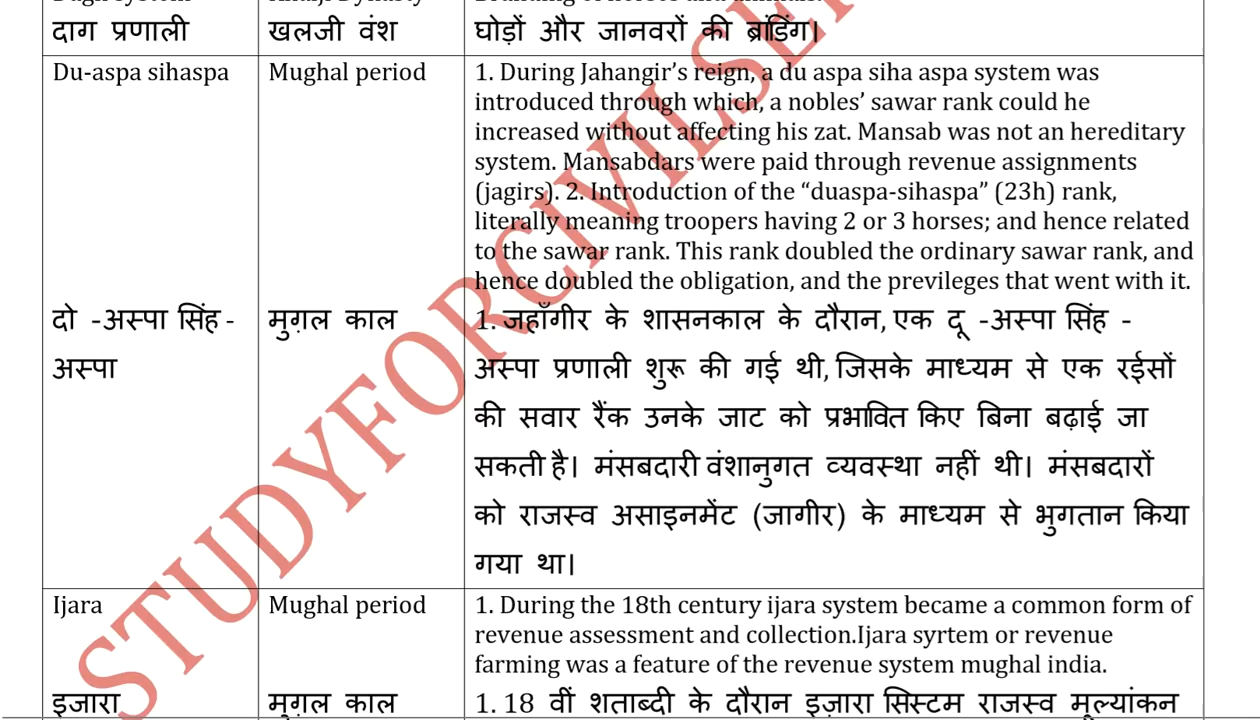 दाग प्रणाली
खलजी वंश
घोड़ों और जानवरों की ब्रांडिंग।
Du-aspa sihaspa
Mughal period
1. During Jahangir’s reign, a du aspa siha aspa system was
introduced through which, a nobles’ sawar rank could he
increased without affecting his zat. Mansab was not an hereditary
system. Mansabdars were paid through revenue assignments
(jagirs). 2. Introduction of the “duaspa-sihaspa” (23h) rank,
literally meaning troopers having 2 or 3 horses; and hence related
to the sawar rank. This rank doubled the ordinary sawar rank, and
hence doubled the obligation, and the previleges that went with it.
दो -अस्पा सिंह -
अस्पा
मुग़ल काल
1. जहाँगीर के शासनकाल के दौरान, एक दू -अस्पा सिंह -
अस्पा प्रणाली शुरू की गई थी, जिसके माध्यम से एक रईसों
की सवार रैंक उनके जाट को प्रभावित किए बिना बढ़ाई जा
सकती है। मंसबदारी वंशानुगत व्यवस्था नहीं थी। मंसबदारों
को राजस्व असाइनमेंट (जागीर) के माध्यम से भुगतान किया
गया था।
Ijara
Mughal period
1. During the 18th century ijara system became a common form of
revenue assessment and collection.Ijara syrtem or revenue
farming was a feature of the revenue system mughal india.
इजारा
मुग़ल काल
1. 18 वीं शताब्दी के दौरान इज़ारा सिस्टम राजस्व मूल्यांकन
STUDYFORCIVILSER